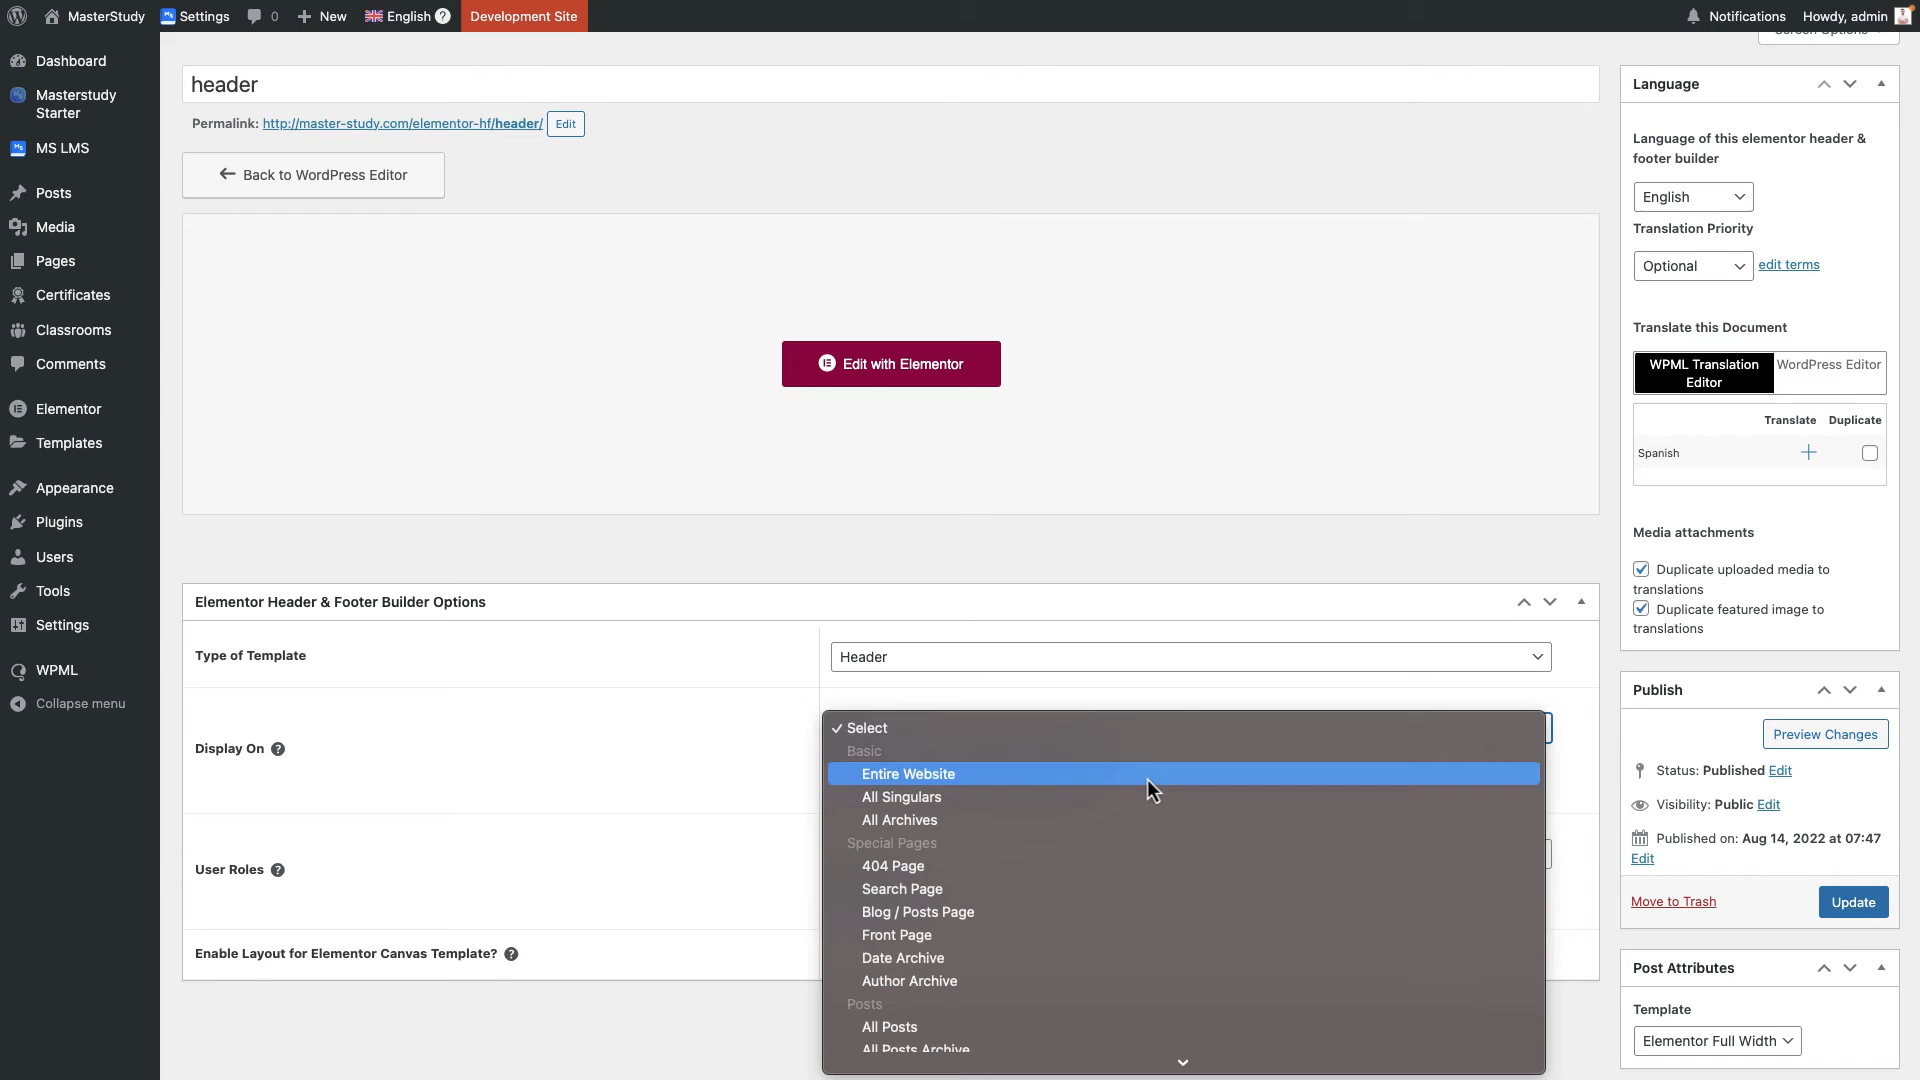 MasterStudy
Settings
0
New
English
Development Site
Notifications
Howdy, admin
Screen Options
Dashboard
Masterstudy
Starter
MS LMS
Posts
Media
Pages
Certificates
Classrooms
Comments
Elementor
Templates
Appearance
Plugins
Users
Tools
Settings
WPML
Collapse menu
header
Permalink: http://master-study.com/elementor-hf/header/ Edit
Back to WordPress Editor
Edit with Elementor
Elementor Header & Footer Builder Options
Type of Template
Header
Display On
User Roles
Enable Layout for Elementor Canvas Template?
Select
Basic
Entire Website
All Singulars
All Archives
Special Pages
404 Page
Search Page
Blog / Posts Page
Front Page
Date Archive
Author Archive
Posts
All Posts
All Posts Archive
Language
Language of this elementor header &
footer builder
English
Translation Priority
Optional
edit terms
Translate this Document
WPML Translation
Editor
WordPress Editor
Translate Duplicate
Spanish
Media attachments
Duplicate uploaded media to
translations
Duplicate featured image to
translations
Publish
Preview Changes
Status: Published Edit
Visibility: Public Edit
Published on: Aug 14, 2022 at 07:47
Edit
Move to Trash
Update
Post Attributes
Template
Elementor Full Width